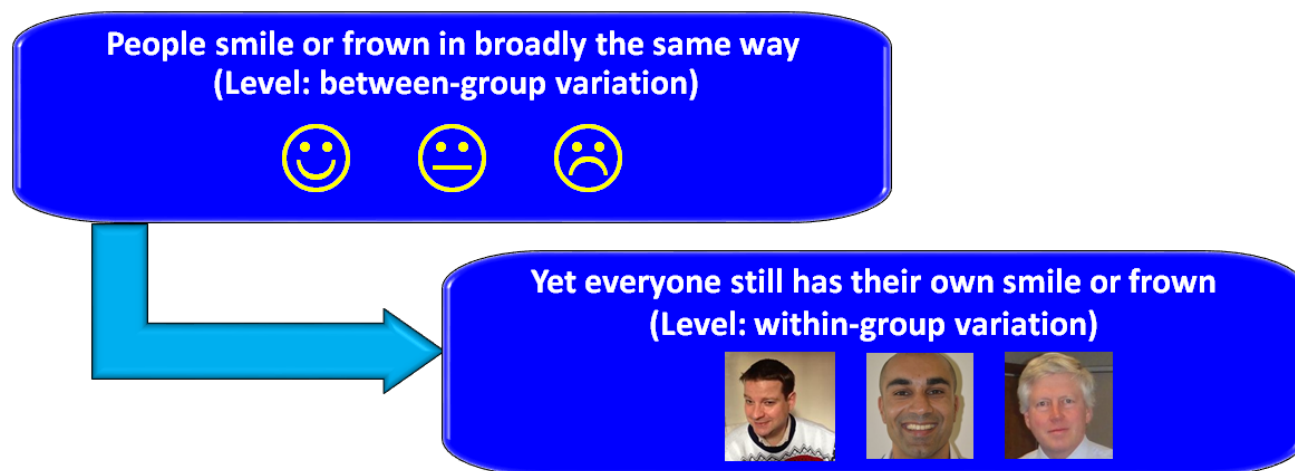 People smile or frown in broadly the same way
(Level: between-group variation)
Yet everyone still has their own smile or frown
(Level: within-group variation)